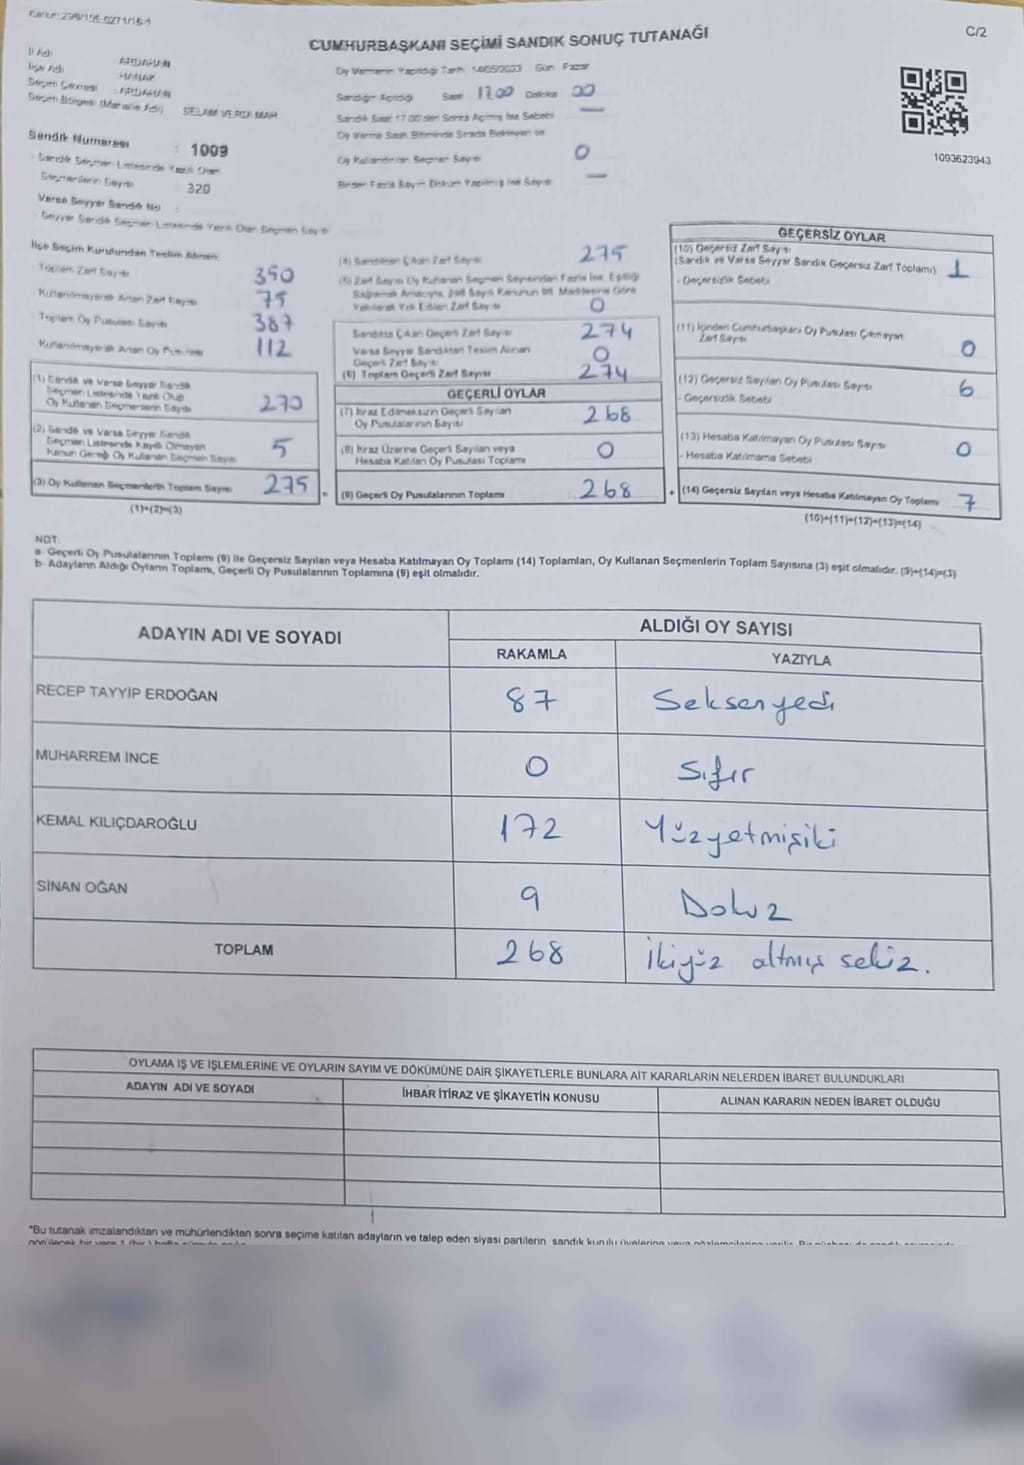 C/2
CUMHURBAŞKANI SEÇİMİ SANDIK SONUÇ TUTANAĞI
İl Adı : ARDAHAN
İlçe Adı : HANAK
Seçim Çevresi : ARDAHAN
Seçim Bölgesi (Mahalle Adı) SELAM VERDİ MAH
Sandık Numarası : 1009
Sandık Seçmen Listesinde Yazılı Olan
Seçmenlerin Sayısı 320
Varsa Seyyar Sandık No :
Seyyar Sandık Seçmen Listesinde Yazılı Olan Seçmen Sayısı
Oy Vermenin Yapıldığı Tarih 14/05/2023 Gün Pazar
Sandığın Açıldığı Saat 17.00 Dakika 00
Sandık Saat 17.00'den Sonra Açılmış İse Sebebi —
Oy Verme Saati Bitiminde Sırada Bekleyen ve
Oy Kullandırılan Seçmen Sayısı 0
Birden Fazla Sayım Döküm Yapılmış İse Sayısı —
1093623943
İlçe Seçim Kurulundan Teslim Alınan;
Toplam Zarf Sayısı 350
Kullanılmayarak Artan Zarf Sayısı 75
Toplam Oy Pusulası Sayısı 387
Kullanılmayarak Artan Oy Pusulası 112
(1) Sandık ve Varsa Seyyar Sandık
Seçmen Listesinde Yazılı Olup
Oy Kullanan Seçmenlerin Sayısı 270
(2) Sandık ve Varsa Seyyar Sandık
Seçmen Listesinde Kayıtlı Olmayan
Kanun Gereği Oy Kullanan Seçmen Sayısı 5
(3) Oy Kullanan Seçmenlerin Toplam Sayısı 275
(1)+(2)=(3)
(4) Sandıktan Çıkan Zarf Sayısı 275
(5) Zarf Sayısı Oy Kullanan Seçmen Sayısından Fazla İse, Eşitliği
Sağlamak Amacıyla, 298 Sayılı Kanunun 98. Maddesine Göre
Yakılarak Yok Edilen Zarf Sayısı 0
Sandıkta Çıkan Geçerli Zarf Sayısı 274
Varsa Seyyar Sandıktan Teslim Alınan
Geçerli Zarf Sayısı 0
(6) Toplam Geçerli Zarf Sayısı 274
GEÇERLİ OYLAR
(7) İtiraz Edilmeksizin Geçerli Sayılan
Oy Pusulalarının Sayısı 268
(8) İtiraz Üzerine Geçerli Sayılan veya
Hesaba Katılan Oy Pusulası Toplamı 0
= (9) Geçerli Oy Pusulalarının Toplamı 268
GEÇERSİZ OYLAR
(10) Geçersiz Zarf Sayısı
(Sandık ve Varsa Seyyar Sandık Geçersiz Zarf Toplamı) 1
- Geçersizlik Sebebi
(11) İçinden Cumhurbaşkanı Oy Pusulası Çıkmayan
Zarf Sayısı 0
(12) Geçersiz Sayılan Oy Pusulası Sayısı 6
- Geçersizlik Sebebi
(13) Hesaba Katılmayan Oy Pusulası Sayısı 0
- Hesaba Katılmama Sebebi
+ (14) Geçersiz Sayılan veya Hesaba Katılmayan Oy Toplamı 7
(10)+(11)+(12)+(13)=(14)
NOT:
a- Geçerli Oy Pusulalarının Toplamı (9) ile Geçersiz Sayılan veya Hesaba Katılmayan Oy Toplamı (14) Toplamları, Oy Kullanan Seçmenlerin Toplam Sayısına (3) eşit olmalıdır. (9)+(14)=(3)
b- Adayların Aldığı Oyların Toplamı, Geçerli Oy Pusulalarının Toplamına (9) eşit olmalıdır.
ADAYIN ADI VE SOYADI ALDIĞI OY SAYISI
RAKAMLA YAZIYLA
RECEP TAYYİP ERDOĞAN 87 Seksenyedi
MUHARREM İNCE 0 Sıfır
KEMAL KILIÇDAROĞLU 172 Yüzyetmişiki
SİNAN OĞAN 9 Dokuz
TOPLAM 268 İkiyüz altmış sekiz.
OYLAMA İŞ VE İŞLEMLERİNE VE OYLARIN SAYIM VE DÖKÜMÜNE DAİR ŞİKAYETLERLE BUNLARA AİT KARARLARIN NELERDEN İBARET BULUNDUKLARI
ADAYIN ADI VE SOYADI İHBAR İTİRAZ VE ŞİKAYETİN KONUSU ALINAN KARARIN NEDEN İBARET OLDUĞU
*Bu tutanak imzalandıktan ve mühürlendikten sonra seçime katılan adayların ve talep eden siyasi partilerin, sandık kurulu üyelerine veya gözlemcilerine verilir.